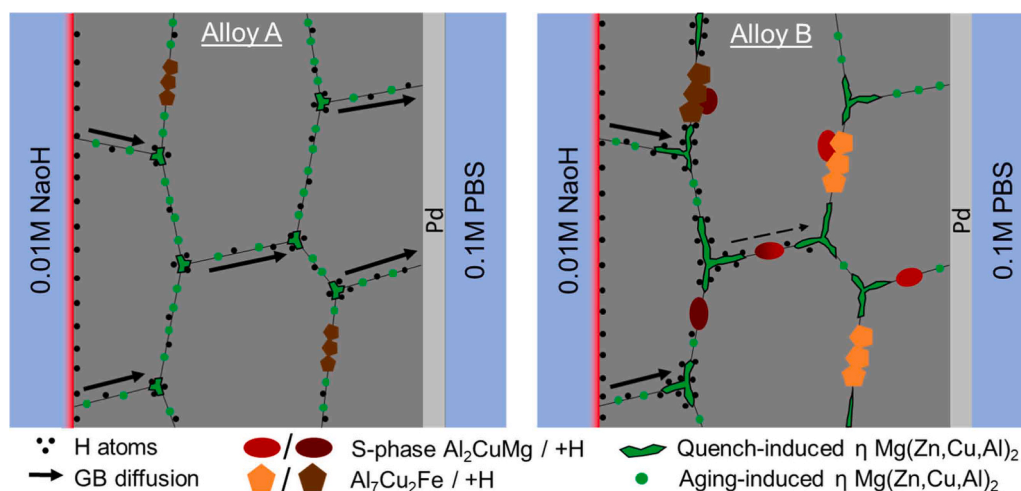 Alloy A
0.01M NaoH
Pd
0.1M PBS
Alloy B
0.01M NaoH
Pd
0.1M PBS
H atoms
GB diffusion
S-phase Al₂CuMg / +H
Al₇Cu₂Fe / +H
Quench-induced η Mg(Zn,Cu,Al)₂
Aging-induced η Mg(Zn,Cu,Al)₂